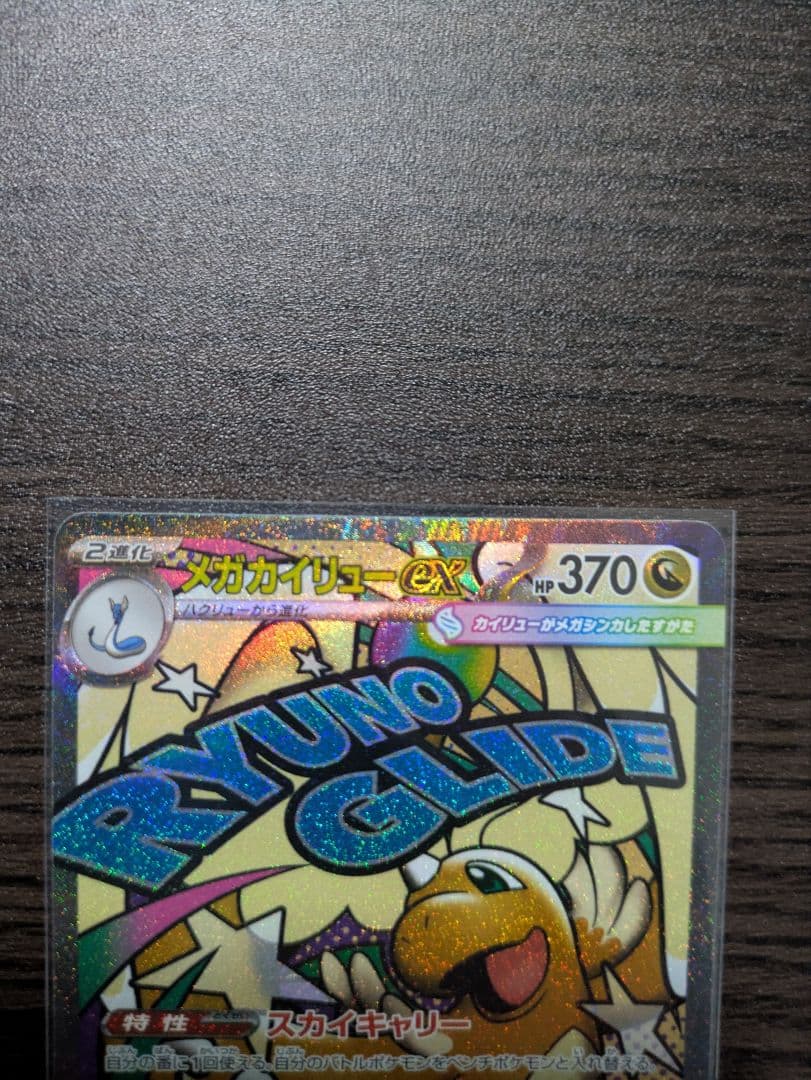 2進化
メガカイリューex
HP 370
ハクリューから進化
カイリューがメガシンカしたすがた
RYUNO
GLIDE
特性 スカイキャリー
自分の番に1回使える。自分のバトルポケモンをベンチポケモンと入れ替える。